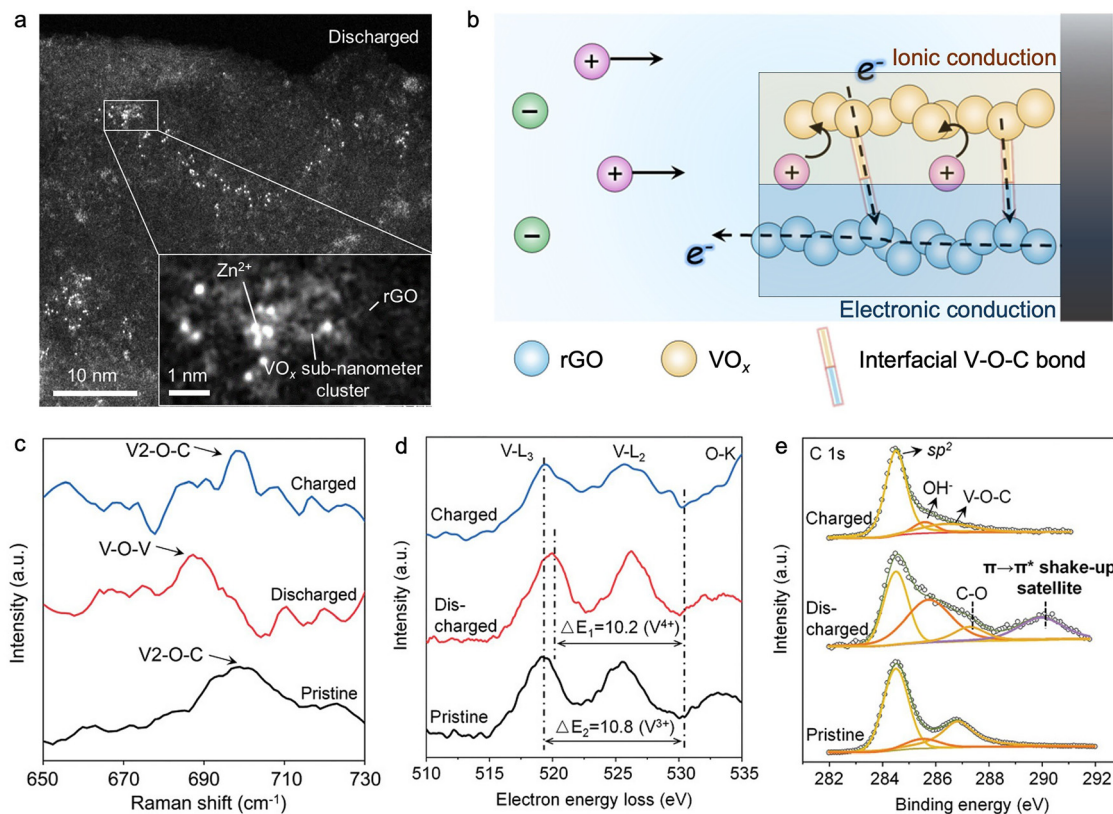 a
Discharged
Zn²⁺
rGO
VOₓ sub-nanometer
cluster
10 nm
1 nm
b
e⁻
Ionic conduction
+
−
+
+
+
−
e⁻
Electronic conduction
rGO
VOₓ
Interfacial V-O-C bond
c
V2-O-C
Charged
V-O-V
Discharged
V2-O-C
Pristine
Intensity (a.u.)
650 670 690 710 730
Raman shift (cm⁻¹)
d
V-L₃
V-L₂
O-K
Charged
Dis-
charged
△E₁=10.2 (V⁴⁺)
Pristine
△E₂=10.8 (V³⁺)
Intensity (a.u.)
510 515 520 525 530 535
Electron energy loss (eV)
e
C 1s
sp²
OH⁻
V-O-C
Charged
π→π* shake-up
satellite
C-O
Dis-
charged
Pristine
Intensity (a.u.)
282 284 286 288 290 292
Binding energy (eV)